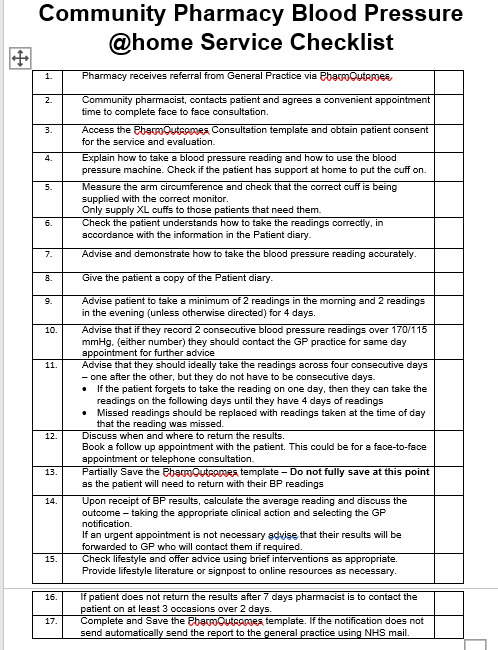 Community Pharmacy Blood Pressure
@home Service Checklist
1. Pharmacy receives referral from General Practice via PharmOutomes.
2. Community pharmacist, contacts patient and agrees a convenient appointment
time to complete face to face consultation.
3. Access the PharmOutcomes Consultation template and obtain patient consent
for the service and evaluation.
4. Explain how to take a blood pressure reading and how to use the blood
pressure machine. Check if the patient has support at home to put the cuff on.
5. Measure the arm circumference and check that the correct cuff is being
supplied with the correct monitor.
Only supply XL cuffs to those patients that need them.
6. Check the patient understands how to take the readings correctly, in
accordance with the information in the Patient diary.
7. Advise and demonstrate how to take the blood pressure reading accurately.
8. Give the patient a copy of the Patient diary.
9. Advise patient to take a minimum of 2 readings in the morning and 2 readings
in the evening (unless otherwise directed) for 4 days.
10. Advise that if they record 2 consecutive blood pressure readings over 170/115
mmHg, (either number) they should contact the GP practice for same day
appointment for further advice
11. Advise that they should ideally take the readings across four consecutive days
– one after the other, but they do not have to be consecutive days.
• If the patient forgets to take the reading on one day, then they can take the
readings on the following days until they have 4 days of readings
• Missed readings should be replaced with readings taken at the time of day
that the reading was missed.
12. Discuss when and where to return the results.
Book a follow up appointment with the patient. This could be for a face-to-face
appointment or telephone consultation.
13. Partially Save the PharmOutcomes template – Do not fully save at this point
as the patient will need to return with their BP readings
14. Upon receipt of BP results, calculate the average reading and discuss the
outcome – taking the appropriate clinical action and selecting the GP
notification.
If an urgent appointment is not necessary advise that their results will be
forwarded to GP who will contact them if required.
15. Check lifestyle and offer advice using brief interventions as appropriate.
Provide lifestyle literature or signpost to online resources as necessary.
16. If patient does not return the results after 7 days pharmacist is to contact the
patient on at least 3 occasions over 2 days.
17. Complete and Save the PharmOutcomes template. If the notification does not
send automatically send the report to the general practice using NHS mail.